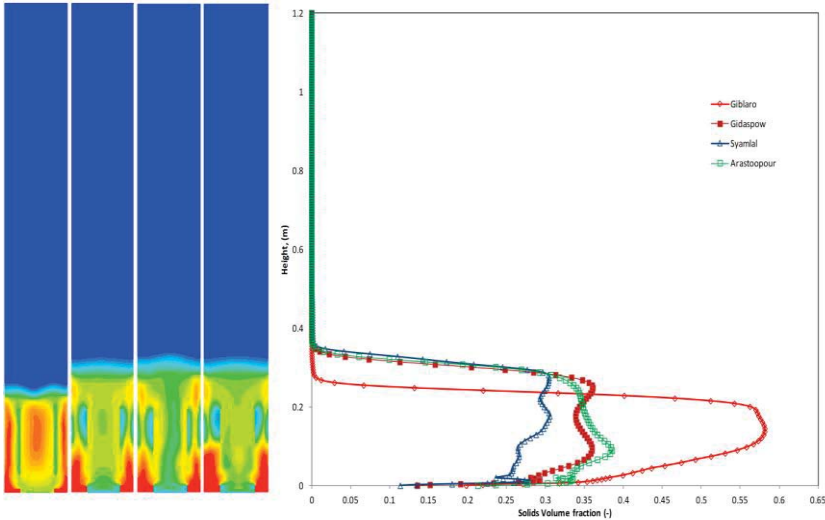 1.2
1
0.8
0.6
0.4
0.2
0
Height, (m)
Giblaro
Gidaspow
Syamlal
Arastoopour
0 0.05 0.1 0.15 0.2 0.25 0.3 0.35 0.4 0.45 0.5 0.55 0.6 0.65
Solids Volume fraction (-)